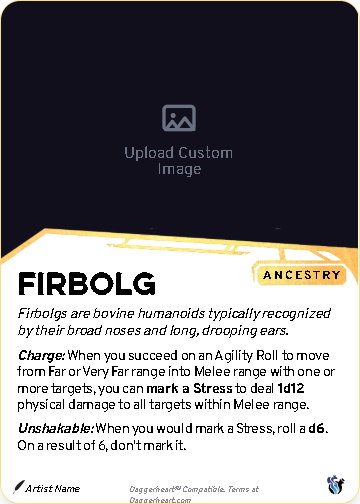 Upload Custom
Image
FIRBOLG
ANCESTRY
Firbolgs are bovine humanoids typically recognized
by their broad noses and long, drooping ears.
Charge: When you succeed on an Agility Roll to move
from Far or Very Far range into Melee range with one or
more targets, you can mark a Stress to deal 1d12
physical damage to all targets within Melee range.
Unshakable: When you would mark a Stress, roll a d6.
On a result of 6, don't mark it.
Artist Name
Daggerheart℠ Compatible. Terms at
Daggerheart.com